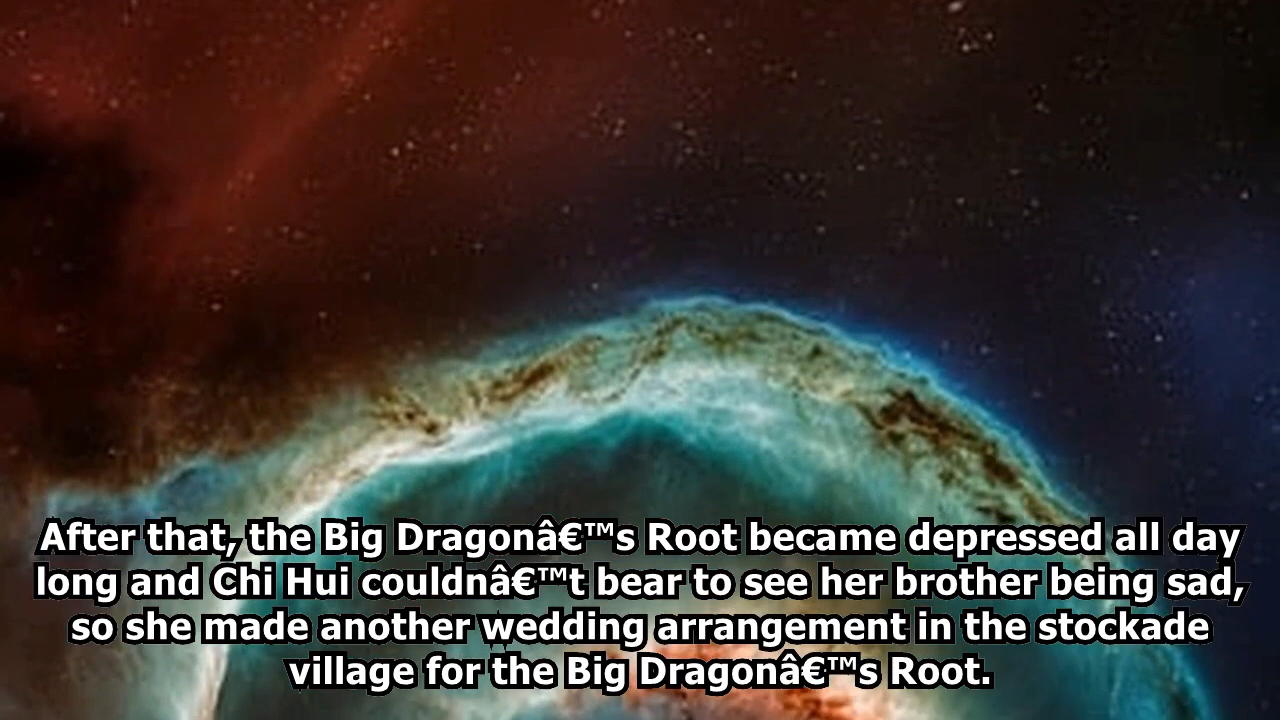 After that, the Big Dragonâ€™s Root became depressed all day
long and Chi Hui couldnâ€™t bear to see her brother being sad,
so she made another wedding arrangement in the stockade
village for the Big Dragonâ€™s Root.